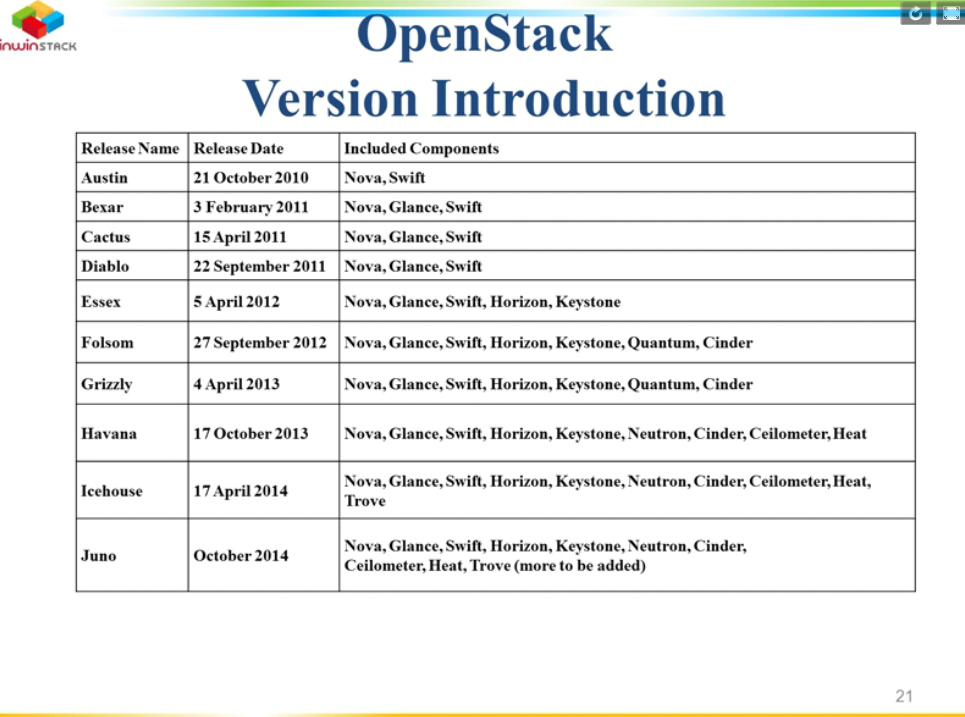 inwinSTACK
OpenStack
Version Introduction
Release Name Release Date Included Components
Austin 21 October 2010 Nova, Swift
Bexar 3 February 2011 Nova, Glance, Swift
Cactus 15 April 2011 Nova, Glance, Swift
Diablo 22 September 2011 Nova, Glance, Swift
Essex 5 April 2012 Nova, Glance, Swift, Horizon, Keystone
Folsom 27 September 2012 Nova, Glance, Swift, Horizon, Keystone, Quantum, Cinder
Grizzly 4 April 2013 Nova, Glance, Swift, Horizon, Keystone, Quantum, Cinder
Havana 17 October 2013 Nova, Glance, Swift, Horizon, Keystone, Neutron, Cinder, Ceilometer, Heat
Icehouse 17 April 2014 Nova, Glance, Swift, Horizon, Keystone, Neutron, Cinder, Ceilometer, Heat,
Trove
Juno October 2014 Nova, Glance, Swift, Horizon, Keystone, Neutron, Cinder,
Ceilometer, Heat, Trove (more to be added)
21